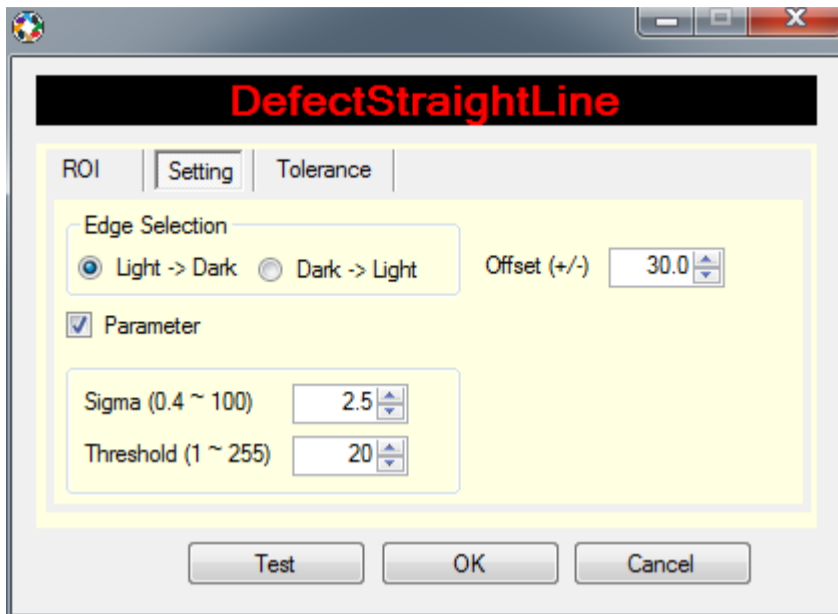 DefectStraightLine
ROI Setting Tolerance
Edge Selection
Light -> Dark Dark -> Light Offset (+/-) 30.0
Parameter
Sigma (0.4 ~ 100) 2.5
Threshold (1 ~ 255) 20
Test OK Cancel